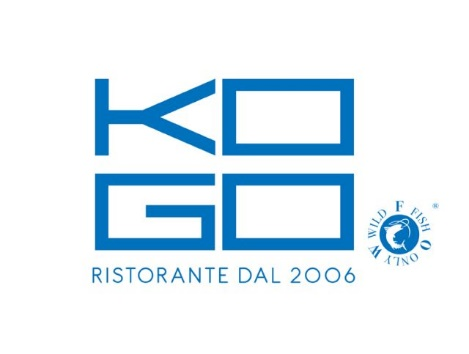 KO
GO
RISTORANTE DAL 2006
WILD FISH ONLY
®